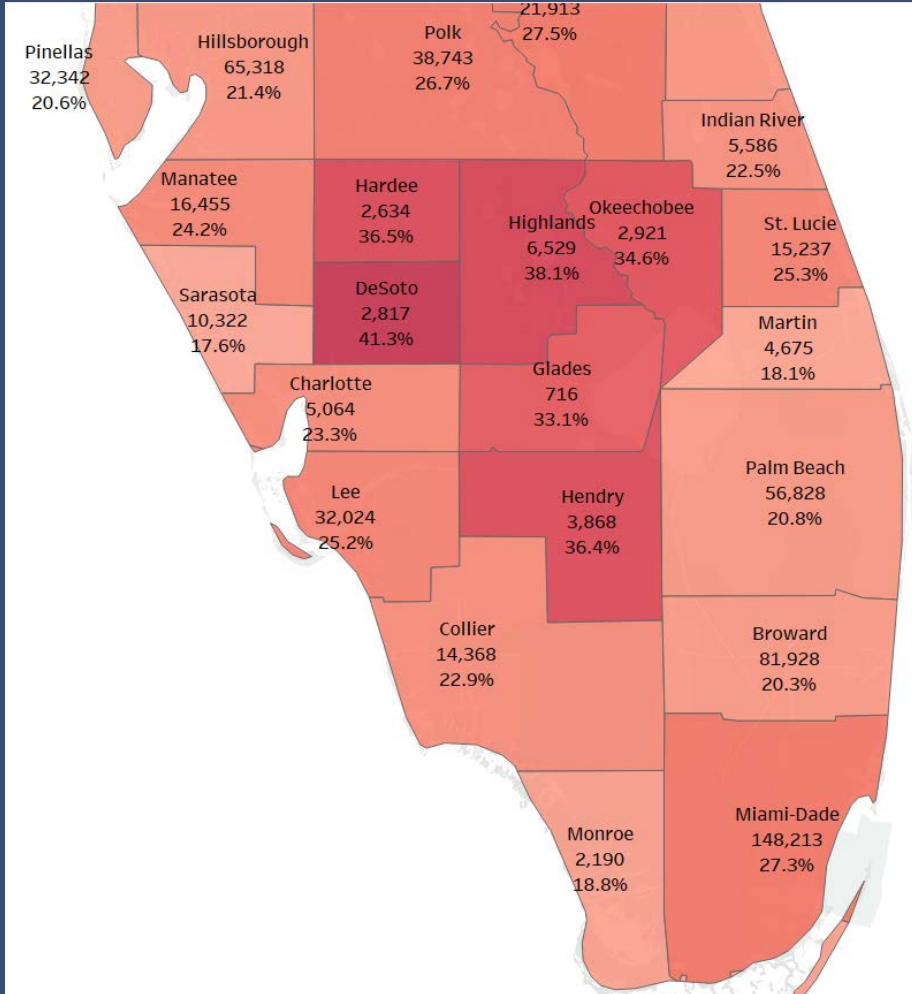 21,913
27.5%
Pinellas
32,342
20.6%
Hillsborough
65,318
21.4%
Polk
38,743
26.7%
Indian River
5,586
22.5%
Manatee
16,455
24.2%
Hardee
2,634
36.5%
Highlands
6,529
38.1%
Okeechobee
2,921
34.6%
St. Lucie
15,237
25.3%
Sarasota
10,322
17.6%
DeSoto
2,817
41.3%
Martin
4,675
18.1%
Charlotte
5,064
23.3%
Glades
716
33.1%
Lee
32,024
25.2%
Hendry
3,868
36.4%
Palm Beach
56,828
20.8%
Collier
14,368
22.9%
Broward
81,928
20.3%
Monroe
2,190
18.8%
Miami-Dade
148,213
27.3%